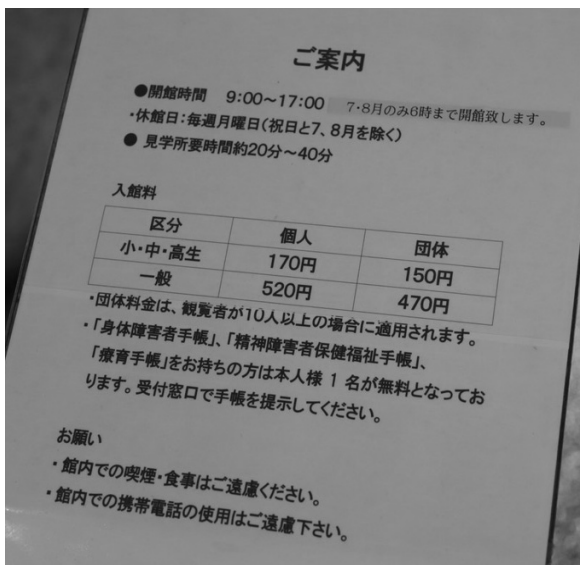 ご案内
●開館時間 9:00～17:00 7・8月のみ6時まで開館致します。
・休館日：毎週月曜日（祝日と7、8月を除く）
● 見学所要時間約20分～40分
入館料
区分 個人 団体
小・中・高生 170円 150円
一般 520円 470円
・団体料金は、観覧者が10人以上の場合に適用されます。
・「身体障害者手帳」、「精神障害者保健福祉手帳」、
「療育手帳」をお持ちの方は本人様 1 名が無料となってお
ります。受付窓口で手帳を提示してください。
お願い
・館内での喫煙・食事はご遠慮ください。
・館内での携帯電話の使用はご遠慮下さい。